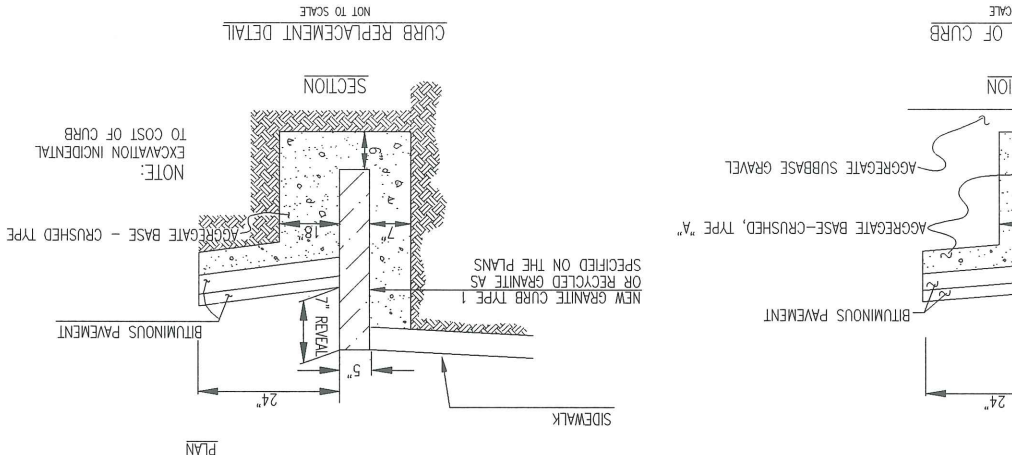 24"
BITUMINOUS PAVEMENT
AGGREGATE BASE-CRUSHED, TYPE "A"
AGGREGATE SUBBASE GRAVEL
ION
OF CURB
CALE
PLAN
SIDEWALK
24"
5"
7" REVEAL
BITUMINOUS PAVEMENT
NEW GRANITE CURB TYPE 1
OR RECYCLED GRANITE AS
SPECIFIED ON THE PLANS
7"
18"
AGGREGATE BASE - CRUSHED TYPE
6"
NOTE:
EXCAVATION INCIDENTAL
TO COST OF CURB
SECTION
CURB REPLACEMENT DETAIL
NOT TO SCALE